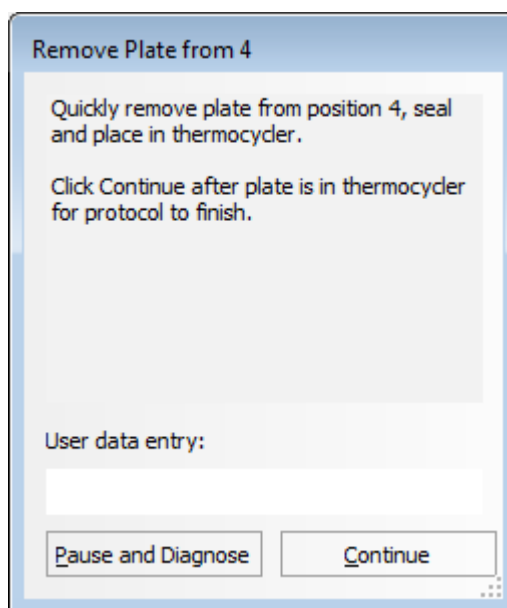 Remove Plate from 4
Quickly remove plate from position 4, seal
and place in thermocycler.
Click Continue after plate is in thermocycler
for protocol to finish.
User data entry:
Pause and Diagnose
Continue